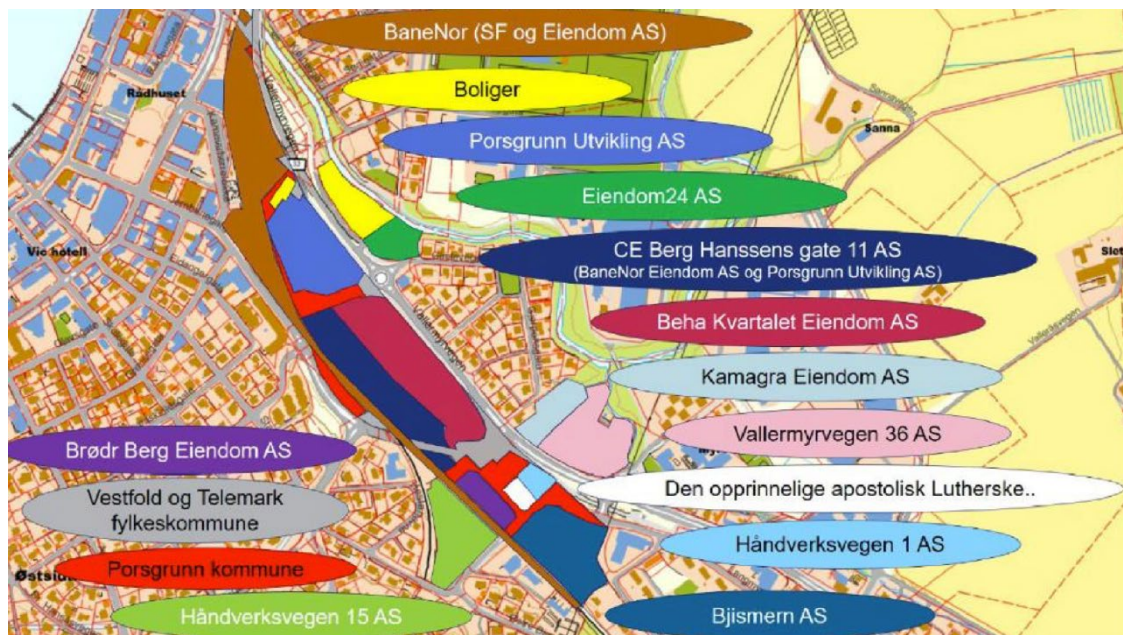 BaneNor (SF og Eiendom AS)
Boliger
Rådhuset
Porsgrunn Utvikling AS
Sanna
Eiendom24 AS
Vic hotell
CE Berg Hanssens gate 11 AS
(BaneNor Eiendom AS og Porsgrunn Utvikling AS)
Beha Kvartalet Eiendom AS
Vallermyrvegen
Kamagra Eiendom AS
Vallermyrvegen 36 AS
Brødr Berg Eiendom AS
Den opprinnelige apostolisk Lutherske..
Vestfold og Telemark
fylkeskommune
Håndverksvegen 1 AS
Porsgrunn kommune
Håndverksvegen 15 AS
Bjismern AS